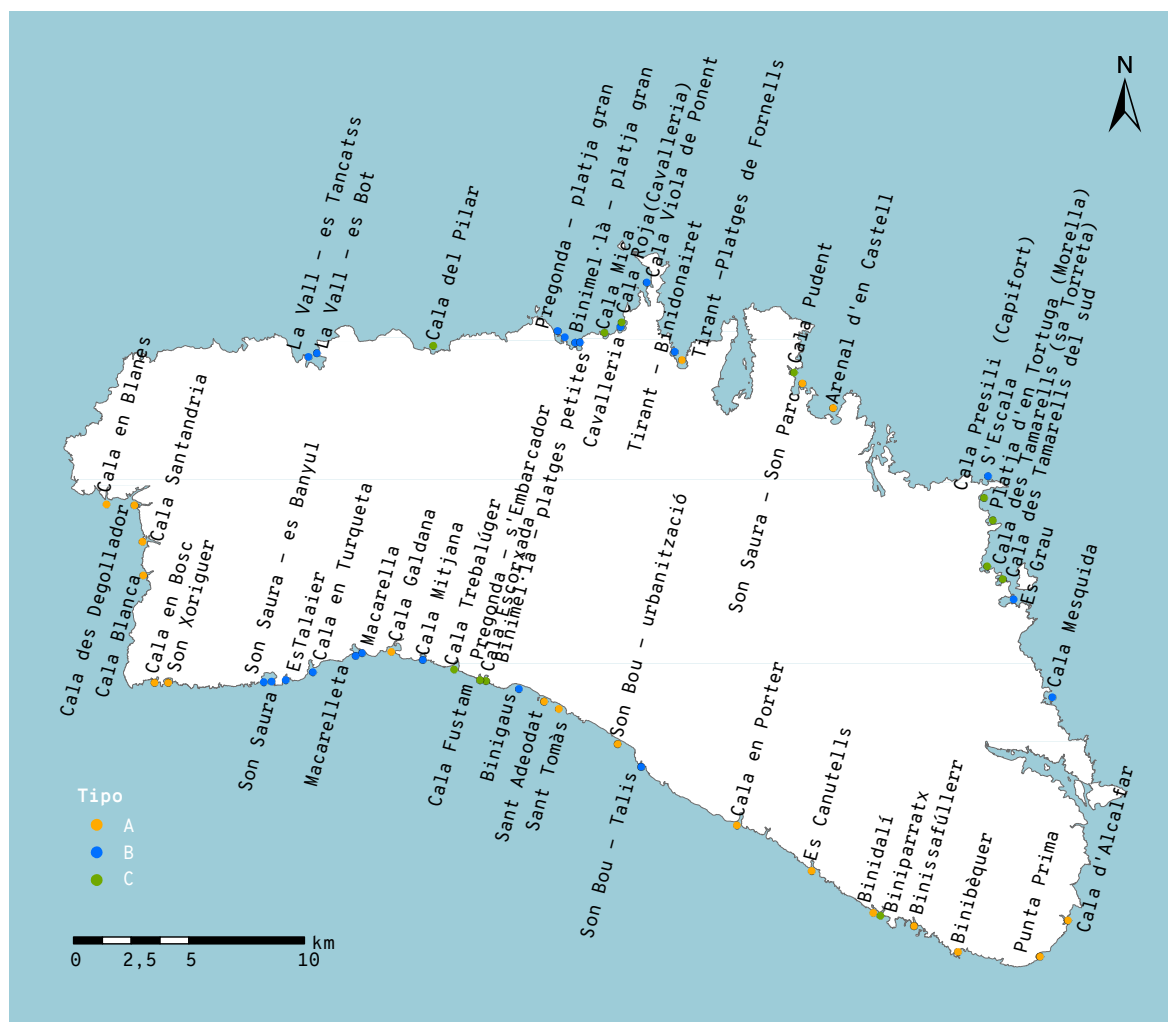 N
La Vall - es Tancatss
La Vall - es Bot
Cala del Pilar
Pregonda - platja gran
Binimel·là - platja gran
Cala Mica
Cala Roja(Cavalleria)
Cala Viola de Ponent
Cavalleria
Tirant - Binidonairet
Tirant -Platges de Fornells
Cala Pudent
Arenal d'en Castell
Son Saura - Son Parc
Cala Presili (Capifort)
S'Escala
Platja d'en Tortuga (Morella)
Cala des Tamarells (sa Torreta)
Cala des Tamarells del sud
Es Grau
Cala Mesquida
Cala en Blanes
Cala Santandria
Cala des Degollador
Cala Blanca
Cala en Bosc
Son Xoriguer
Son Saura - es Banyul
Son Saura
EsTalaier
Cala en Turqueta
Macarelleta
Macarella
Cala Galdana
Cala Mitjana
Cala Trebalúger
Cala Fustam
Pregonda - s'Embarcador
Cala Escorxada
Binimel·là - platges petites
Binigaus
Sant Adeodat
Sant Tomàs
Son Bou - urbanització
Son Bou - Talis
Cala en Porter
Es Canutells
Binidalí
Biniparratx
Binissafúllerr
Binibèquer
Punta Prima
Cala d'Alcalfar
Tipo
A
B
C
km
0 2,5 5 10